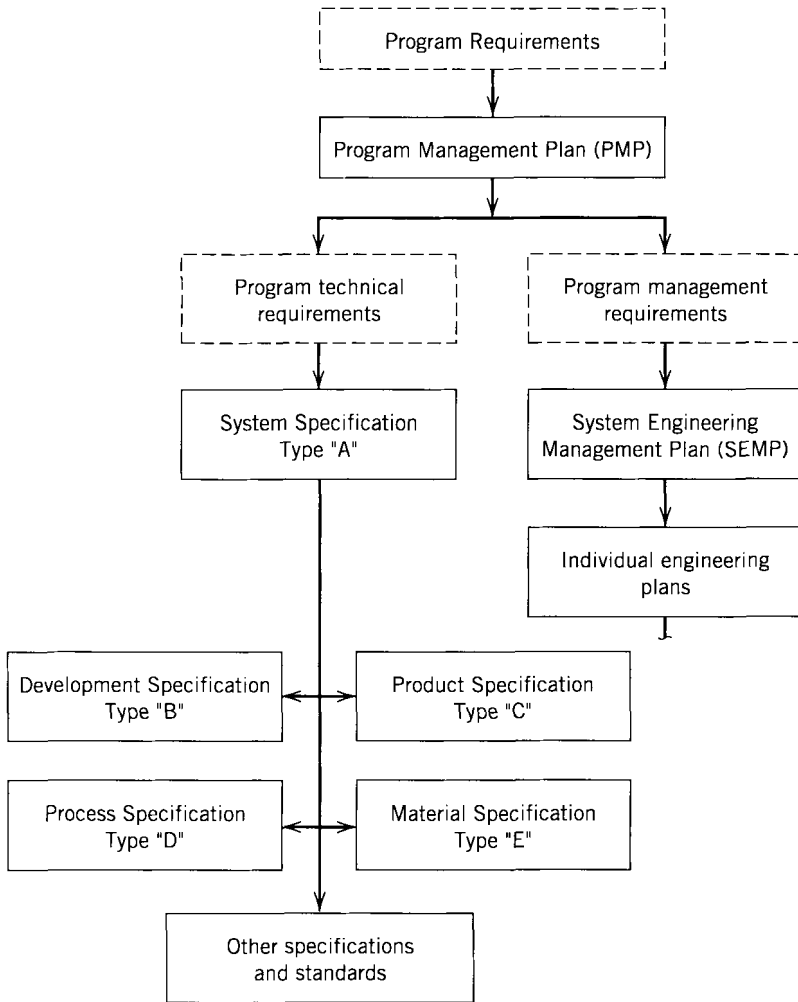 Program Requirements
Program Management Plan (PMP)
Program technical
requirements
Program management
requirements
System Specification
Type "A"
System Engineering
Management Plan (SEMP)
Individual engineering
plans
Development Specification
Type "B"
Product Specification
Type "C"
Process Specification
Type "D"
Material Specification
Type "E"
Other specifications
and standards